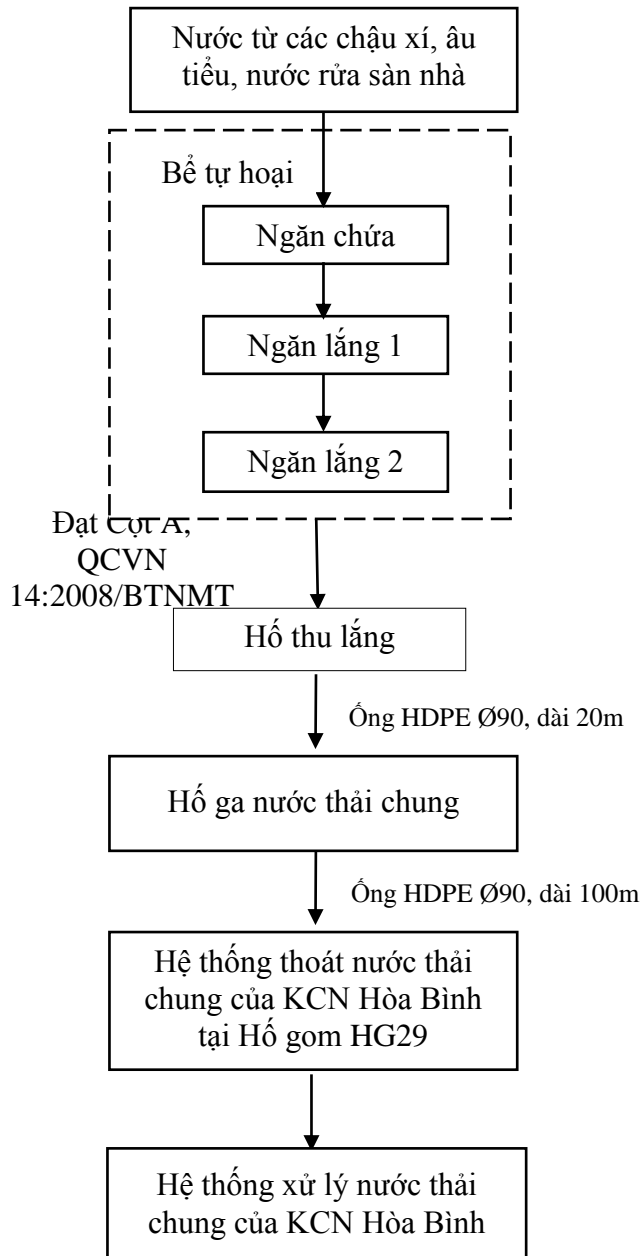 Nước từ các chậu xí, âu
tiểu, nước rửa sàn nhà
Bể tự hoại
Ngăn chứa
Ngăn lắng 1
Ngăn lắng 2
Đạt Cột A,
QCVN
14:2008/BTNMT
Hố thu lắng
Ống HDPE Ø90, dài 20m
Hố ga nước thải chung
Ống HDPE Ø90, dài 100m
Hệ thống thoát nước thải
chung của KCN Hòa Bình
tại Hố gom HG29
Hệ thống xử lý nước thải
chung của KCN Hòa Bình